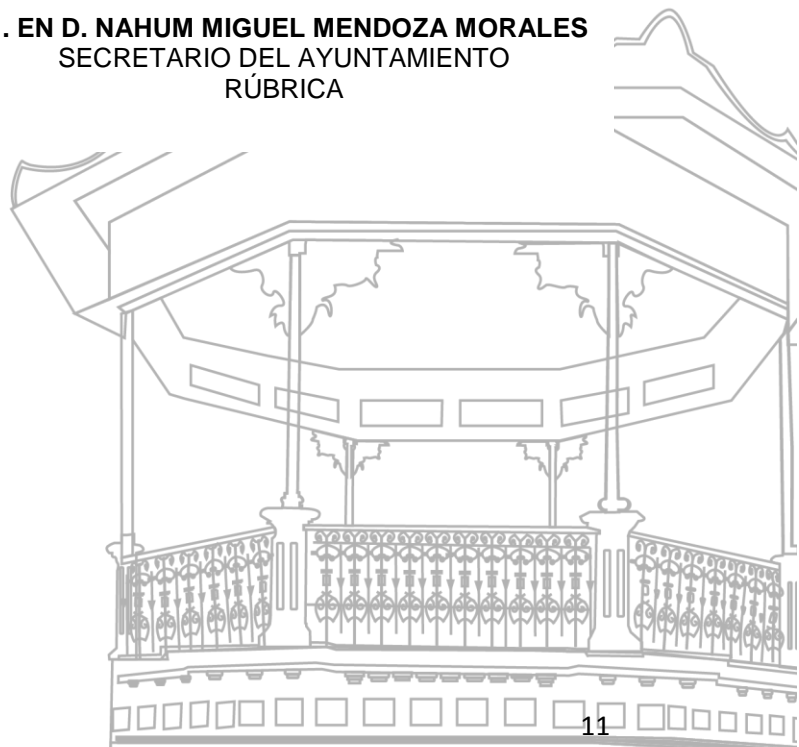 . EN D. NAHUM MIGUEL MENDOZA MORALES
SECRETARIO DEL AYUNTAMIENTO
RÚBRICA
11